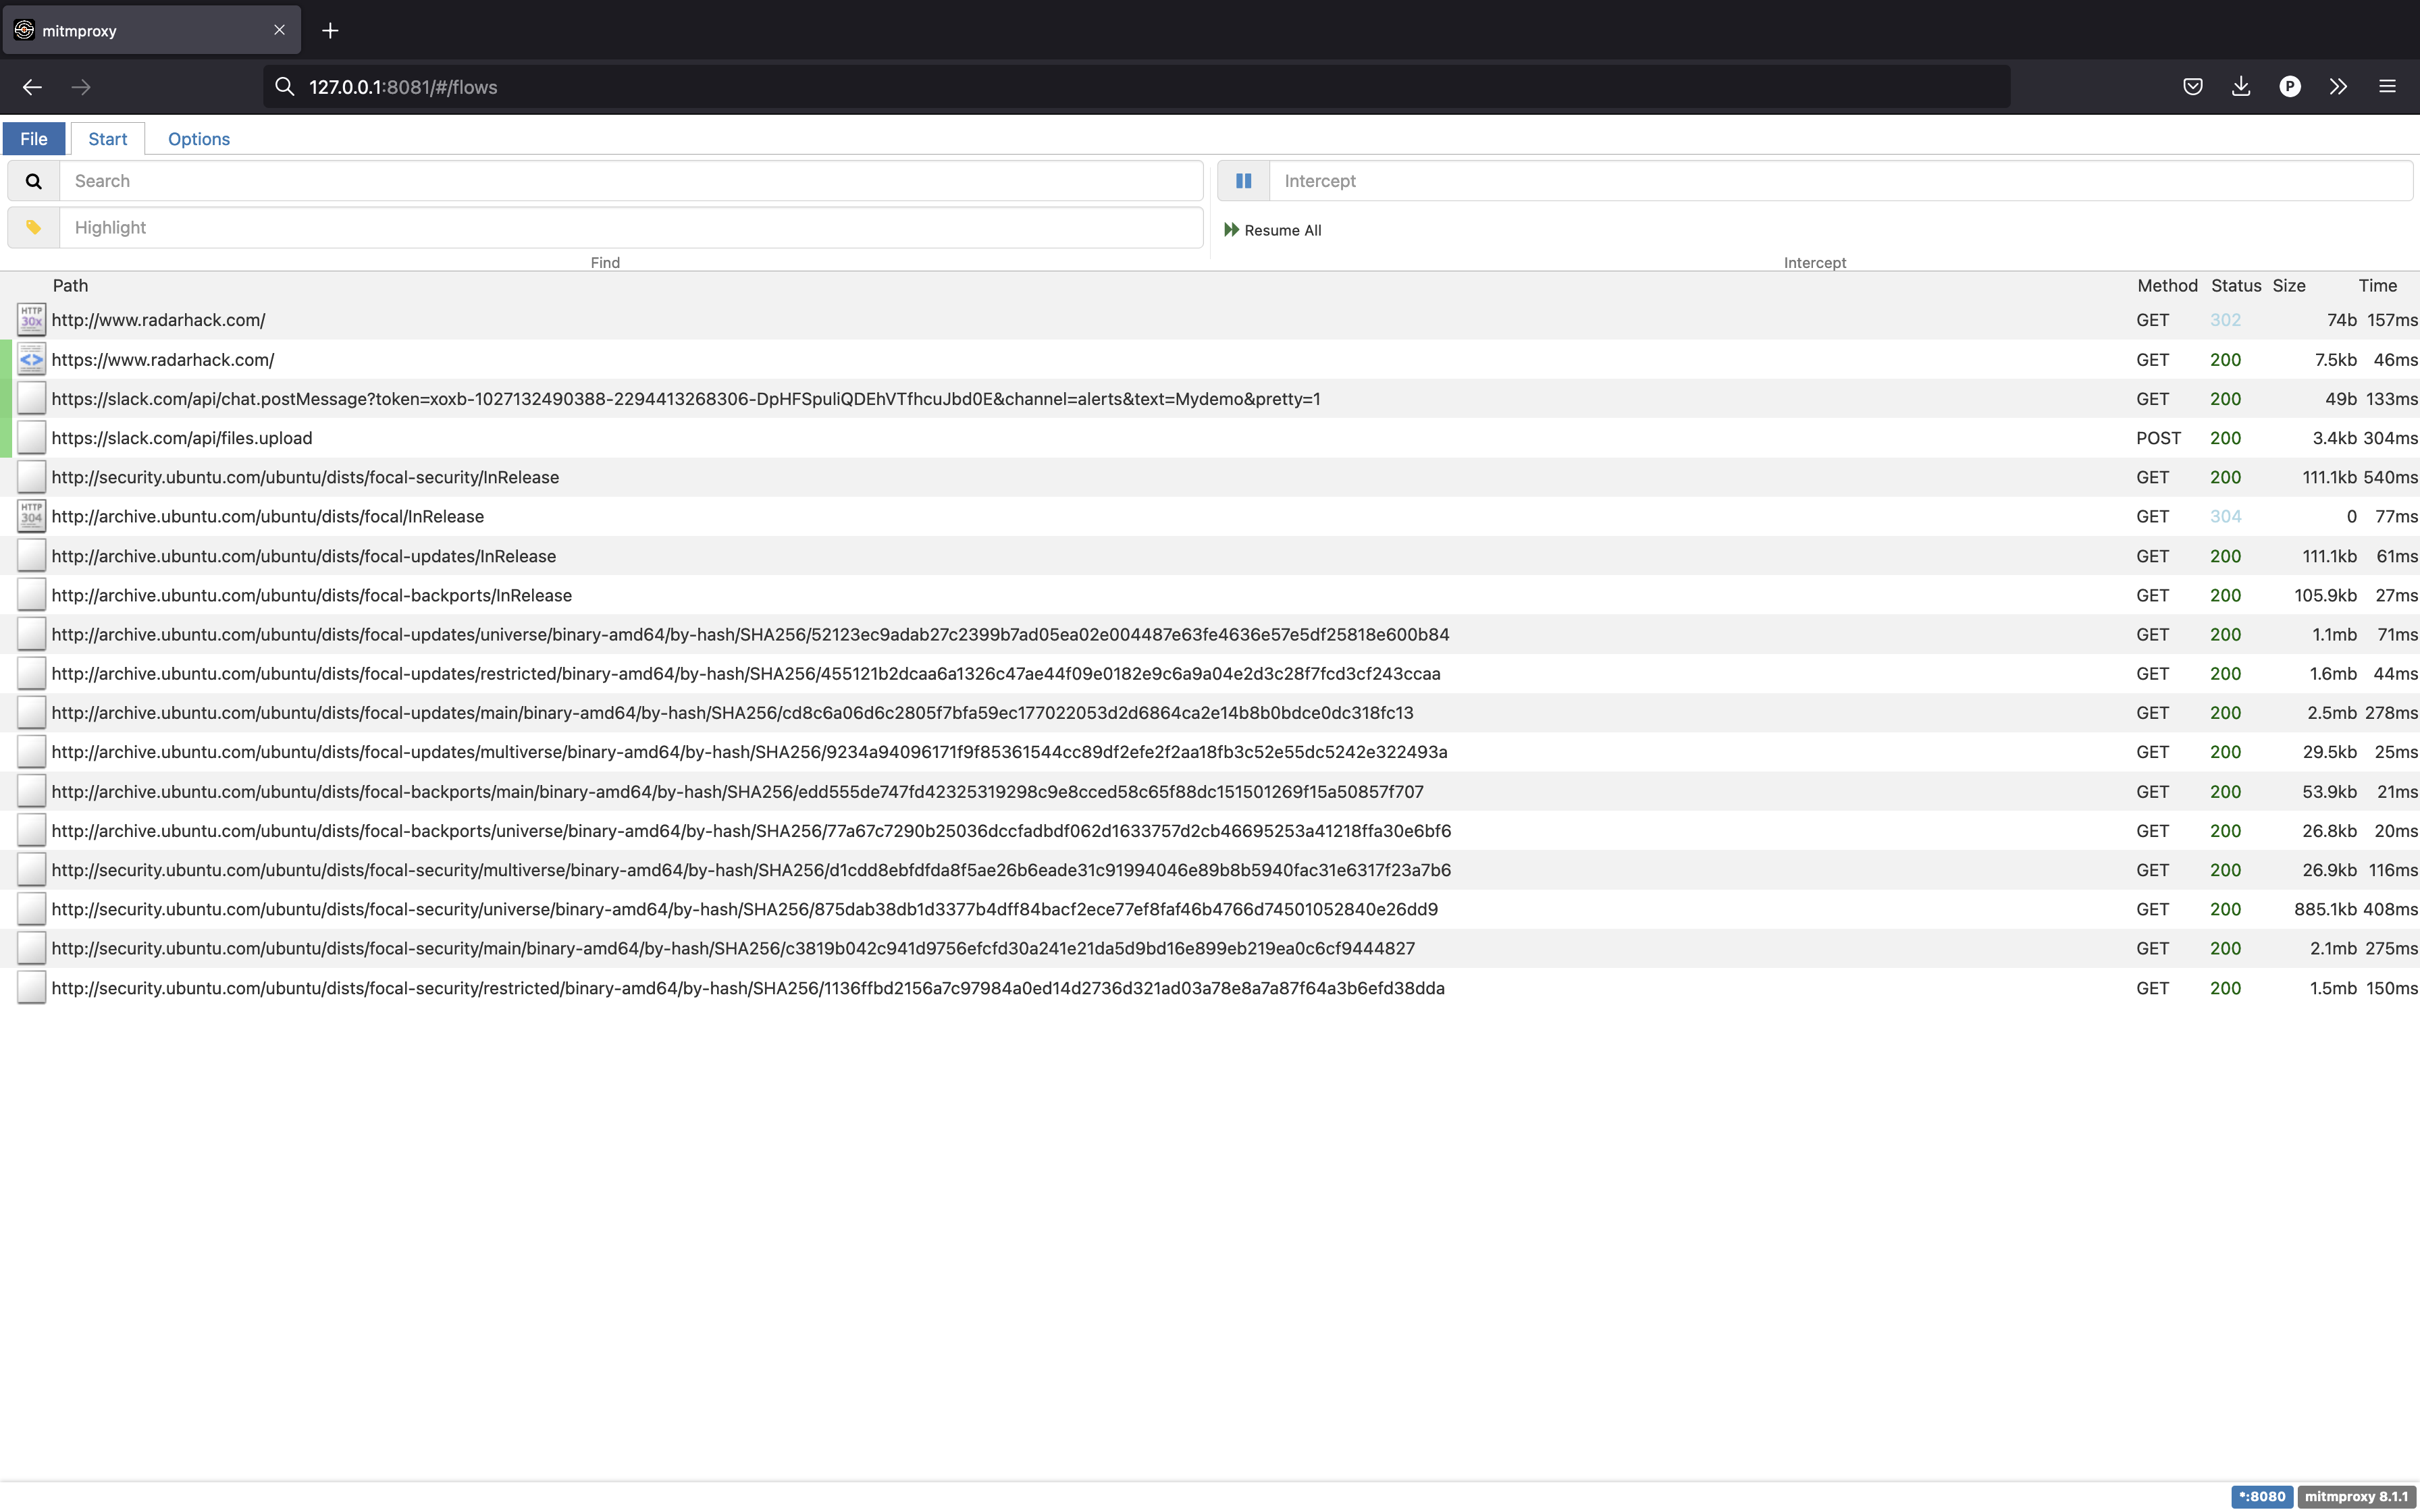 mitmproxy
127.0.0.1:8081/#/flows
P
File Start Options
Search
Intercept
Highlight
Resume All
Find
Intercept
Path Method Status Size Time
HTTP 30x http://www.radarhack.com/ GET 302 74b 157ms
https://www.radarhack.com/ GET 200 7.5kb 46ms
https://slack.com/api/chat.postMessage?token=xoxb-1027132490388-2294413268306-DpHFSpuliQDEhVTfhcuJbd0E&channel=alerts&text=Mydemo&pretty=1 GET 200 49b 133ms
https://slack.com/api/files.upload POST 200 3.4kb 304ms
http://security.ubuntu.com/ubuntu/dists/focal-security/InRelease GET 200 111.1kb 540ms
HTTP 304 http://archive.ubuntu.com/ubuntu/dists/focal/InRelease GET 304 0 77ms
http://archive.ubuntu.com/ubuntu/dists/focal-updates/InRelease GET 200 111.1kb 61ms
http://archive.ubuntu.com/ubuntu/dists/focal-backports/InRelease GET 200 105.9kb 27ms
http://archive.ubuntu.com/ubuntu/dists/focal-updates/universe/binary-amd64/by-hash/SHA256/52123ec9adab27c2399b7ad05ea02e004487e63fe4636e57e5df25818e600b84 GET 200 1.1mb 71ms
http://archive.ubuntu.com/ubuntu/dists/focal-updates/restricted/binary-amd64/by-hash/SHA256/455121b2dcaa6a1326c47ae44f09e0182e9c6a9a04e2d3c28f7fcd3cf243ccaa GET 200 1.6mb 44ms
http://archive.ubuntu.com/ubuntu/dists/focal-updates/main/binary-amd64/by-hash/SHA256/cd8c6a06d6c2805f7bfa59ec177022053d2d6864ca2e14b8b0bdce0dc318fc13 GET 200 2.5mb 278ms
http://archive.ubuntu.com/ubuntu/dists/focal-updates/multiverse/binary-amd64/by-hash/SHA256/9234a94096171f9f85361544cc89df2efe2f2aa18fb3c52e55dc5242e322493a GET 200 29.5kb 25ms
http://archive.ubuntu.com/ubuntu/dists/focal-backports/main/binary-amd64/by-hash/SHA256/edd555de747fd42325319298c9e8cced58c65f88dc151501269f15a50857f707 GET 200 53.9kb 21ms
http://archive.ubuntu.com/ubuntu/dists/focal-backports/universe/binary-amd64/by-hash/SHA256/77a67c7290b25036dccfadbdf062d1633757d2cb46695253a41218ffa30e6bf6 GET 200 26.8kb 20ms
http://security.ubuntu.com/ubuntu/dists/focal-security/multiverse/binary-amd64/by-hash/SHA256/d1cdd8ebfdfda8f5ae26b6eade31c91994046e89b8b5940fac31e6317f23a7b6 GET 200 26.9kb 116ms
http://security.ubuntu.com/ubuntu/dists/focal-security/universe/binary-amd64/by-hash/SHA256/875dab38db1d3377b4dff84bacf2ece77ef8faf46b4766d74501052840e26dd9 GET 200 885.1kb 408ms
http://security.ubuntu.com/ubuntu/dists/focal-security/main/binary-amd64/by-hash/SHA256/c3819b042c941d9756efcfd30a241e21da5d9bd16e899eb219ea0c6cf9444827 GET 200 2.1mb 275ms
http://security.ubuntu.com/ubuntu/dists/focal-security/restricted/binary-amd64/by-hash/SHA256/1136ffbd2156a7c97984a0ed14d2736d321ad03a78e8a7a87f64a3b6efd38dda GET 200 1.5mb 150ms
*:8080 mitmproxy 8.1.1